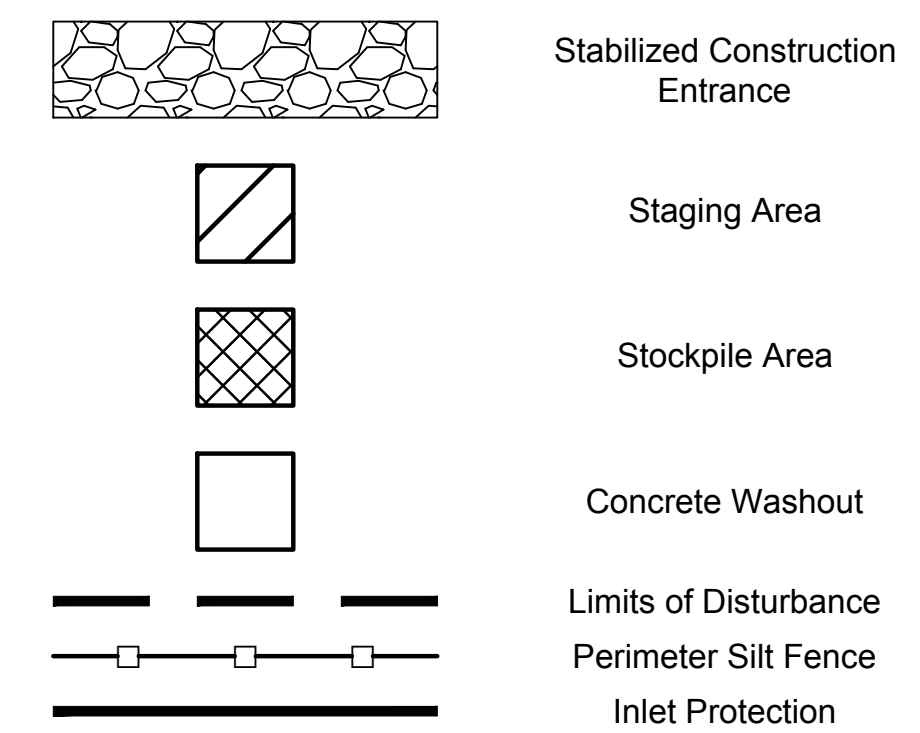 Stabilized Construction
Entrance
Staging Area
Stockpile Area
Concrete Washout
Limits of Disturbance
Perimeter Silt Fence
Inlet Protection